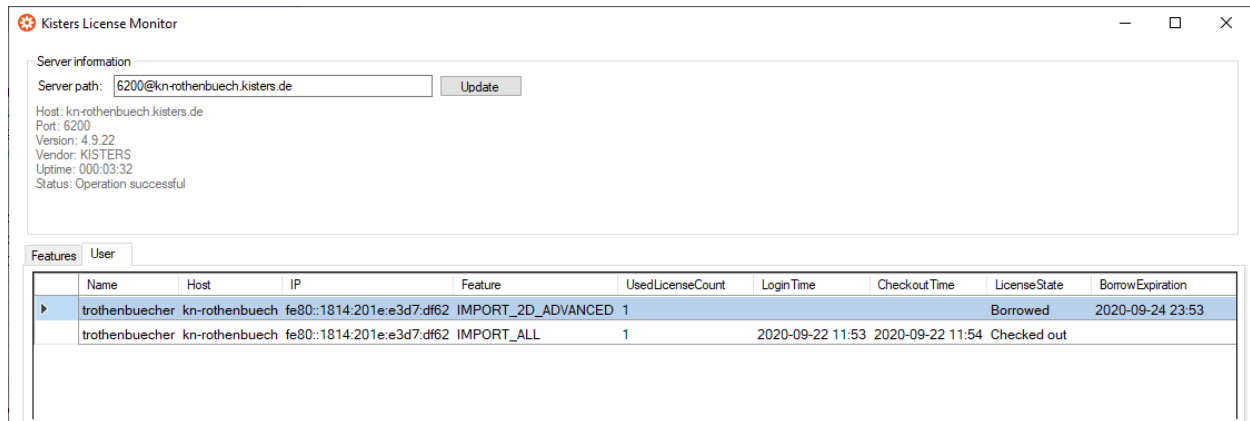 Kisters License Monitor
Server information
Server path: 6200@kn-rothenbuech.kisters.de Update
Host: kn-rothenbuech.kisters.de
Port: 6200
Version: 4.9.22
Vendor: KISTERS
Uptime: 000:03:32
Status: Operation successful
Features User
Name Host IP Feature UsedLicenseCount LoginTime CheckoutTime LicenseState BorrowExpiration
trothenbuecher kn-rothenbuech fe80::1814:201e:e3d7:df62 IMPORT_2D_ADVANCED 1 Borrowed 2020-09-24 23:53
trothenbuecher kn-rothenbuech fe80::1814:201e:e3d7:df62 IMPORT_ALL 1 2020-09-22 11:53 2020-09-22 11:54 Checked out